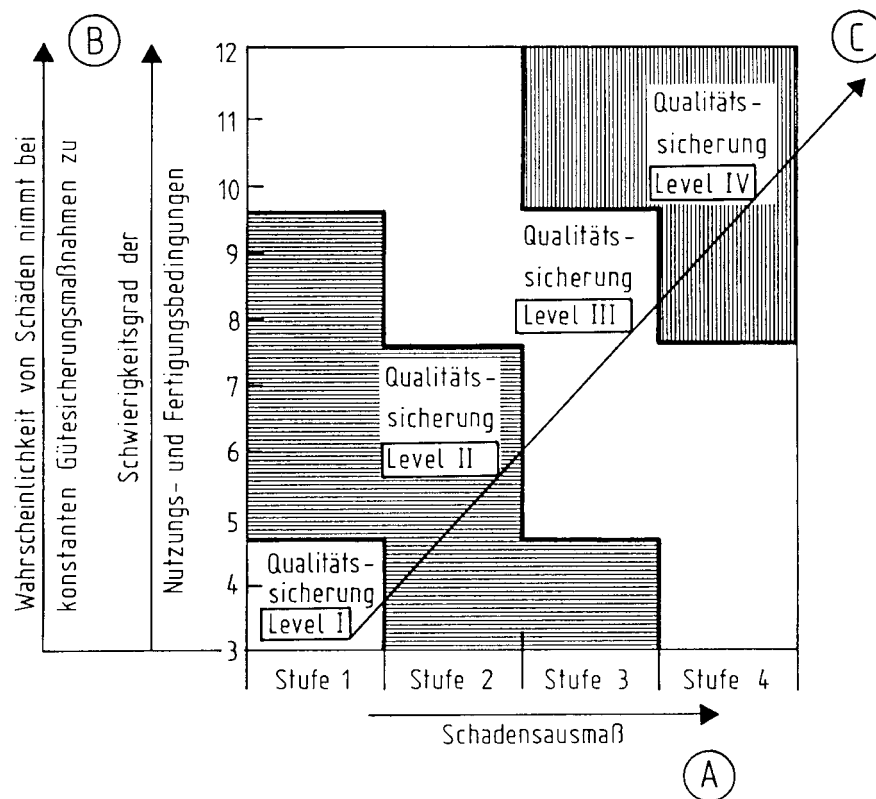 B
C
Wahrscheinlichkeit von Schäden nimmt bei
konstanten Gütesicherungsmaßnahmen zu
Schwierigkeitsgrad der
Nutzungs- und Fertigungsbedingungen
12
11
10
9
8
7
6
5
4
3
Qualitäts-
sicherung
Level IV
Qualitäts-
sicherung
Level III
Qualitäts-
sicherung
Level II
Qualitäts-
sicherung
Level I
Stufe 1
Stufe 2
Stufe 3
Stufe 4
Schadensausmaß
A